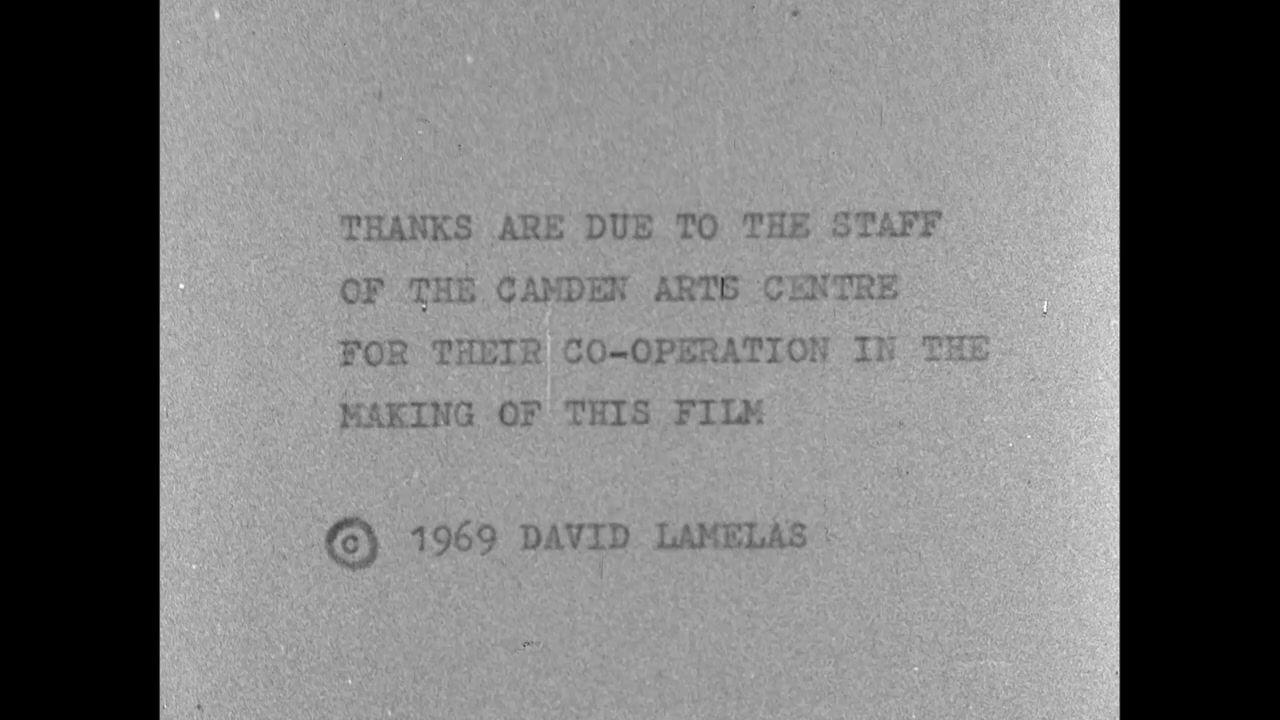 THANKS ARE DUE TO THE STAFF
OF THE CAMDEN ARTS CENTRE
FOR THEIR CO-OPERATION IN THE
MAKING OF THIS FILM
© 1969 DAVID LAMELAS